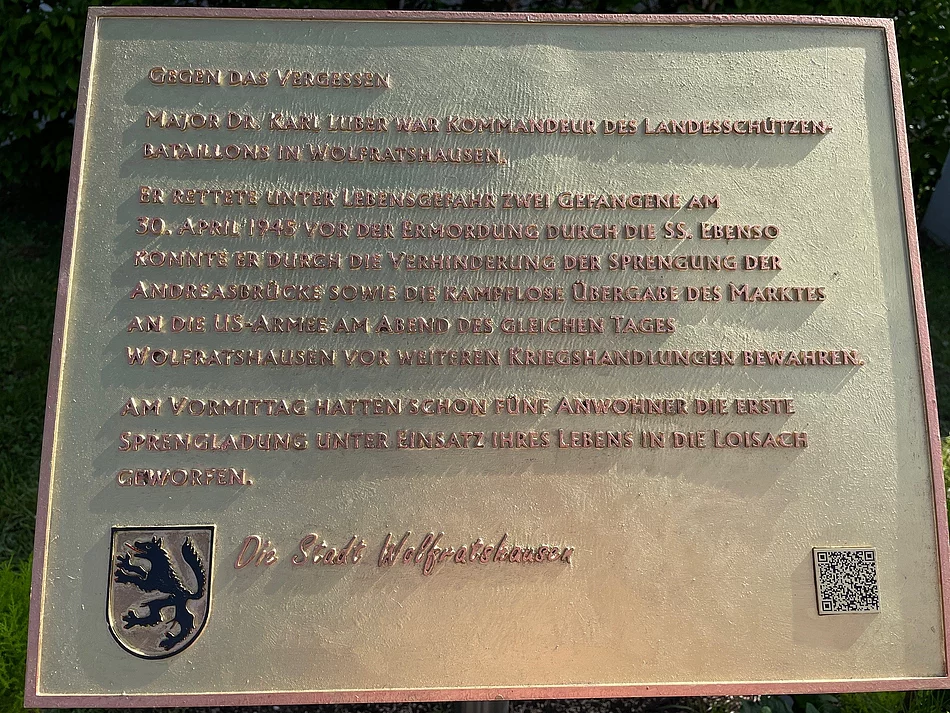 Gegen das Vergessen
Major Dr. Karl Luber war Kommandeur des Landesschützen-
bataillons in Wolfratshausen.
Er rettete unter Lebensgefahr zwei Gefangene am
30. April 1945 vor der Ermordung durch die SS. Ebenso
konnte er durch die Verhinderung der Sprengung der
Andreasbrücke sowie die kampflose Übergabe des Marktes
an die US-Armee am Abend des gleichen Tages
Wolfratshausen vor weiteren Kriegshandlungen bewahren.
Am Vormittag hatten schon fünf Anwohner die erste
Sprengladung unter Einsatz ihres Lebens in die Loisach
geworfen.
Die Stadt Wolfratshausen